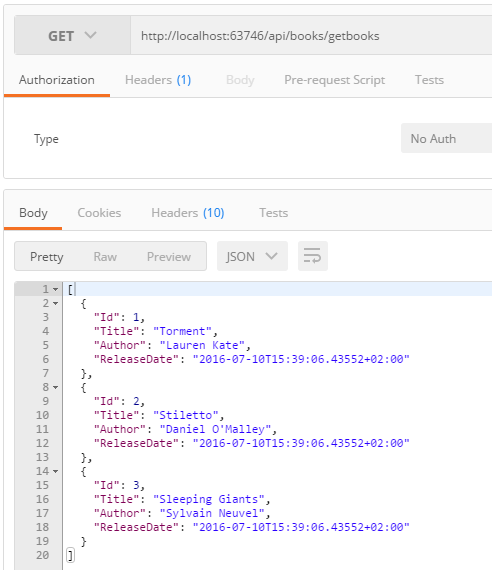 GET http://localhost:63746/api/books/getbooks
Authorization Headers (1) Body Pre-request Script Tests
Type No Auth
Body Cookies Headers (10) Tests
Pretty Raw Preview JSON
1 [
2 {
3 "Id": 1,
4 "Title": "Torment",
5 "Author": "Lauren Kate",
6 "ReleaseDate": "2016-07-10T15:39:06.43552+02:00"
7 },
8 {
9 "Id": 2,
10 "Title": "Stiletto",
11 "Author": "Daniel O'Malley",
12 "ReleaseDate": "2016-07-10T15:39:06.43552+02:00"
13 },
14 {
15 "Id": 3,
16 "Title": "Sleeping Giants",
17 "Author": "Sylvain Neuvel",
18 "ReleaseDate": "2016-07-10T15:39:06.43552+02:00"
19 }
20 ]